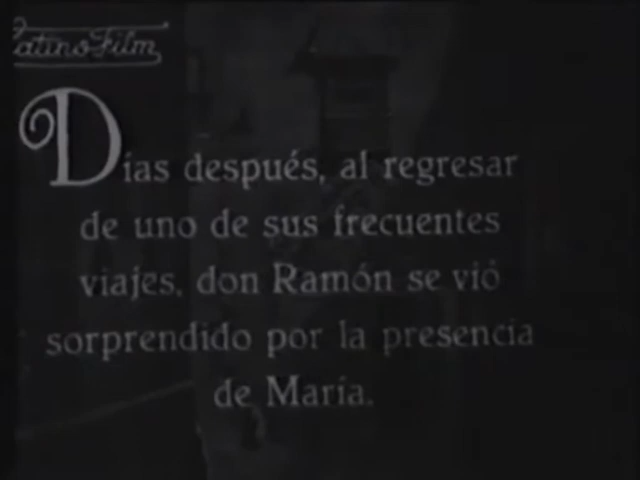 Latino Film
Días después, al regresar
de uno de sus frecuentes
viajes, don Ramón se vió
sorprendido por la presencia
de María.